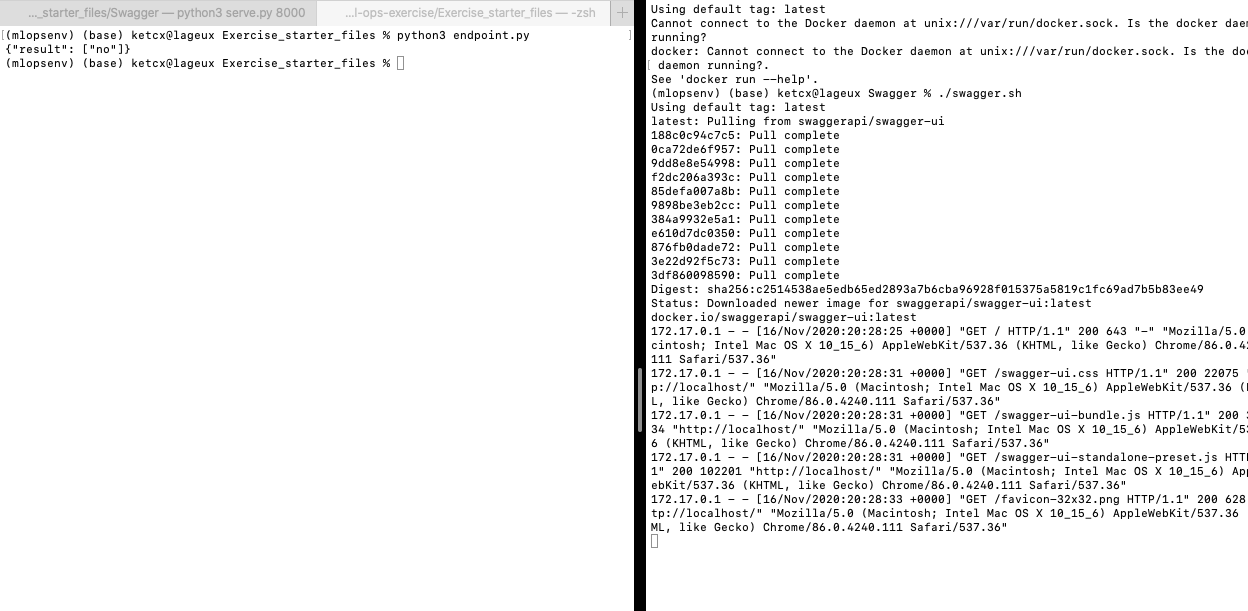 ..._starter_files/Swagger — python3 serve.py 8000
...l-ops-exercise/Exercise_starter_files — -zsh
+
[(mlopsenv) (base) ketcx@lageux Exercise_starter_files % python3 endpoint.py ]
{"result": ["no"]}
(mlopsenv) (base) ketcx@lageux Exercise_starter_files %
Using default tag: latest
Cannot connect to the Docker daemon at unix:///var/run/docker.sock. Is the docker dae
running?
docker: Cannot connect to the Docker daemon at unix:///var/run/docker.sock. Is the do
[ daemon running?.
See 'docker run --help'.
(mlopsenv) (base) ketcx@lageux Swagger % ./swagger.sh
Using default tag: latest
latest: Pulling from swaggerapi/swagger-ui
188c0c94c7c5: Pull complete
0ca72de6f957: Pull complete
9dd8e8e54998: Pull complete
f2dc206a393c: Pull complete
85defa007a8b: Pull complete
9898be3eb2cc: Pull complete
384a9932e5a1: Pull complete
e610d7dc0350: Pull complete
876fb0dade72: Pull complete
3e22d92f5c73: Pull complete
3df860098590: Pull complete
Digest: sha256:c2514538ae5edb65ed2893a7b6cba96928f015375a5819c1fc69ad7b5b83ee49
Status: Downloaded newer image for swaggerapi/swagger-ui:latest
docker.io/swaggerapi/swagger-ui:latest
172.17.0.1 - - [16/Nov/2020:20:28:25 +0000] "GET / HTTP/1.1" 200 643 "-" "Mozilla/5.0
cintosh; Intel Mac OS X 10_15_6) AppleWebKit/537.36 (KHTML, like Gecko) Chrome/86.0.42
111 Safari/537.36"
172.17.0.1 - - [16/Nov/2020:20:28:31 +0000] "GET /swagger-ui.css HTTP/1.1" 200 22075 "
p://localhost/" "Mozilla/5.0 (Macintosh; Intel Mac OS X 10_15_6) AppleWebKit/537.36 (
L, like Gecko) Chrome/86.0.4240.111 Safari/537.36"
172.17.0.1 - - [16/Nov/2020:20:28:31 +0000] "GET /swagger-ui-bundle.js HTTP/1.1" 200
34 "http://localhost/" "Mozilla/5.0 (Macintosh; Intel Mac OS X 10_15_6) AppleWebKit/53
6 (KHTML, like Gecko) Chrome/86.0.4240.111 Safari/537.36"
172.17.0.1 - - [16/Nov/2020:20:28:31 +0000] "GET /swagger-ui-standalone-preset.js HTT
1" 200 102201 "http://localhost/" "Mozilla/5.0 (Macintosh; Intel Mac OS X 10_15_6) App
ebKit/537.36 (KHTML, like Gecko) Chrome/86.0.4240.111 Safari/537.36"
172.17.0.1 - - [16/Nov/2020:20:28:33 +0000] "GET /favicon-32x32.png HTTP/1.1" 200 628
tp://localhost/" "Mozilla/5.0 (Macintosh; Intel Mac OS X 10_15_6) AppleWebKit/537.36
ML, like Gecko) Chrome/86.0.4240.111 Safari/537.36"